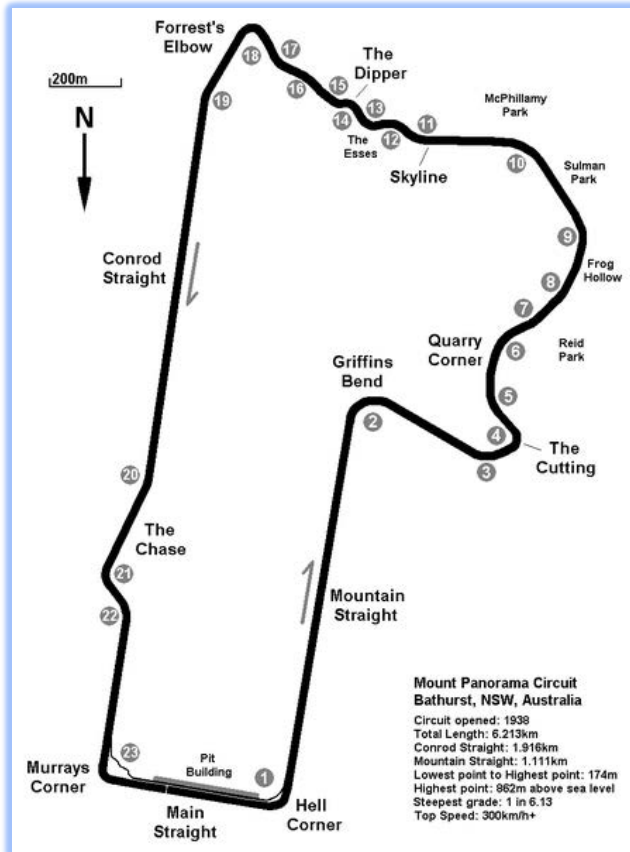 Forrest's
Elbow
18
17
The
Dipper
200m
16
15
19
14
13
McPhillamy
Park
12
11
The
Esses
Skyline
10
Sulman
Park
N
9
Conrod
Straight
Frog
Hollow
8
7
Quarry
Corner
6
Reid
Park
Griffins
Bend
5
2
4
The
Cutting
3
20
The
Chase
21
22
Mountain
Straight
Mount Panorama Circuit
Bathurst, NSW, Australia
Circuit opened: 1938
Total Length: 6.213km
Conrod Straight: 1.916km
Mountain Straight: 1.111km
Lowest point to Highest point: 174m
Highest point: 862m above sea level
Steepest grade: 1 in 6.13
Top Speed: 300km/h+
23
Pit
Building
1
Murrays
Corner
Main
Straight
Hell
Corner